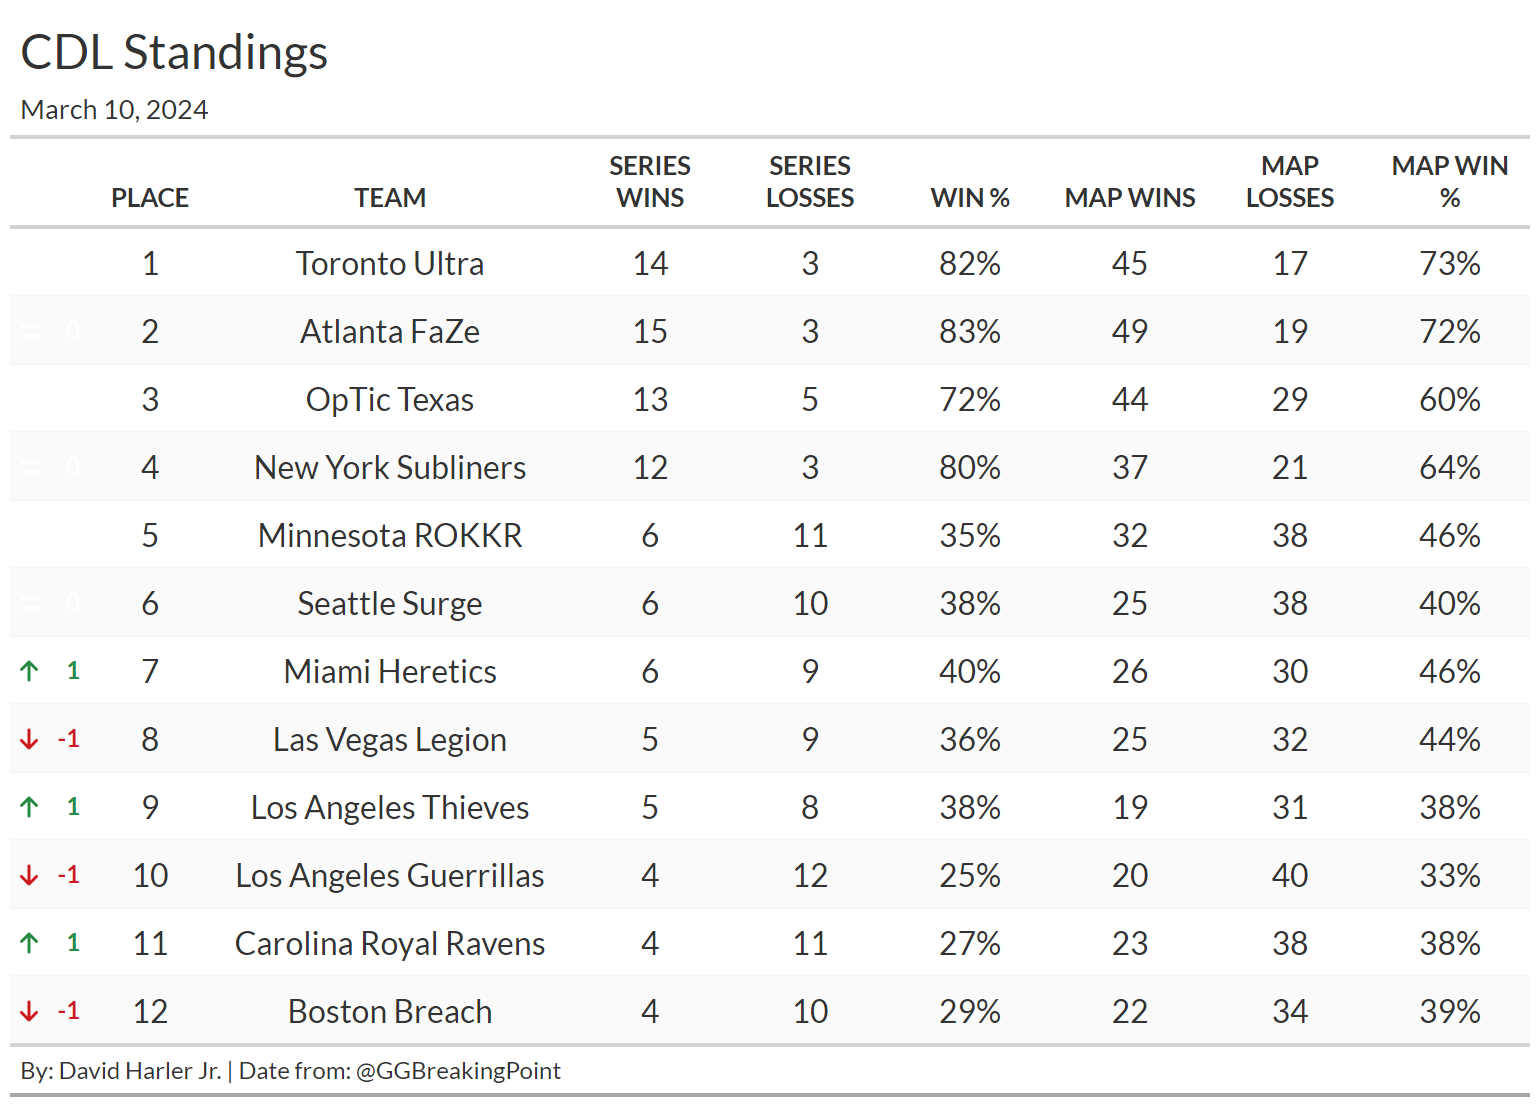 CDL Standings
March 10, 2024
PLACE TEAM SERIES WINS SERIES LOSSES WIN % MAP WINS MAP LOSSES MAP WIN %
1 Toronto Ultra 14 3 82% 45 17 73%
= 0 2 Atlanta FaZe 15 3 83% 49 19 72%
3 OpTic Texas 13 5 72% 44 29 60%
= 0 4 New York Subliners 12 3 80% 37 21 64%
5 Minnesota ROKKR 6 11 35% 32 38 46%
= 0 6 Seattle Surge 6 10 38% 25 38 40%
↑ 1 7 Miami Heretics 6 9 40% 26 30 46%
↓ -1 8 Las Vegas Legion 5 9 36% 25 32 44%
↑ 1 9 Los Angeles Thieves 5 8 38% 19 31 38%
↓ -1 10 Los Angeles Guerrillas 4 12 25% 20 40 33%
↑ 1 11 Carolina Royal Ravens 4 11 27% 23 38 38%
↓ -1 12 Boston Breach 4 10 29% 22 34 39%
By: David Harler Jr. | Date from: @GGBreakingPoint